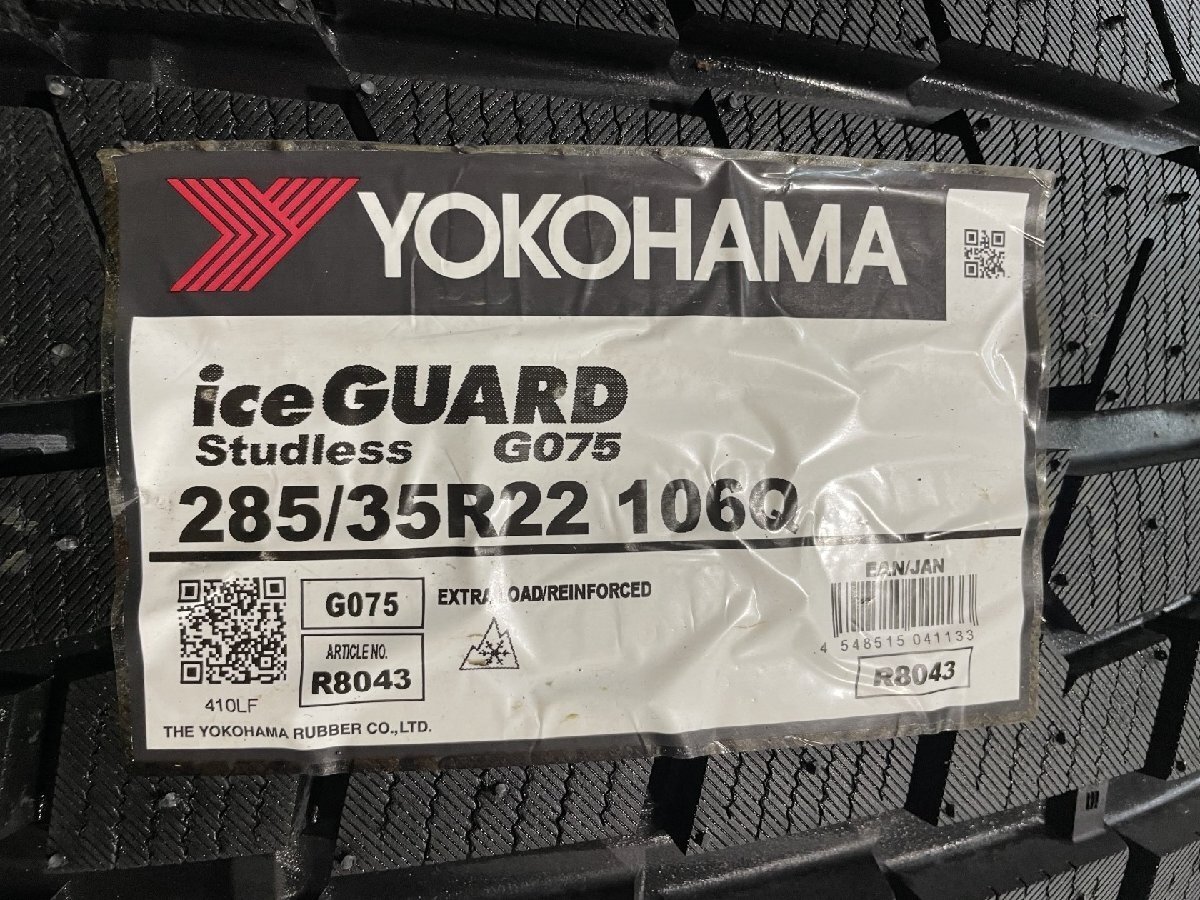 YOKOHAMA
iceGUARD
Studless G075
285/35R22 106Q
G075
EXTRA LOAD/REINFORCED
EAN/JAN
4 548515 041133
ARTICLE NO.
R8043
R8043
410LF
THE YOKOHAMA RUBBER CO.,LTD.